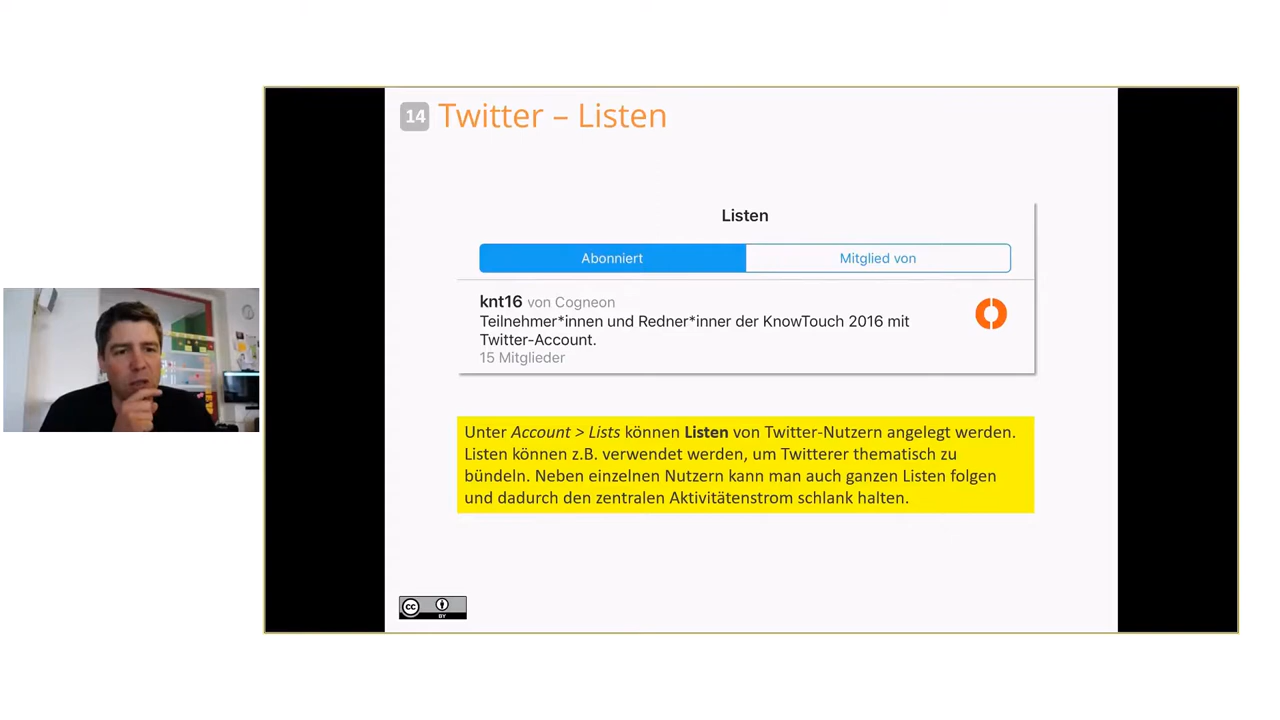 14 Twitter – Listen
Listen
Abonniert
Mitglied von
knt16 von Cogneon
Teilnehmer*innen und Redner*inner der KnowTouch 2016 mit
Twitter-Account.
15 Mitglieder
Unter Account > Lists können Listen von Twitter-Nutzern angelegt werden.
Listen können z.B. verwendet werden, um Twitterer thematisch zu
bündeln. Neben einzelnen Nutzern kann man auch ganzen Listen folgen
und dadurch den zentralen Aktivitätenstrom schlank halten.
cc
BY